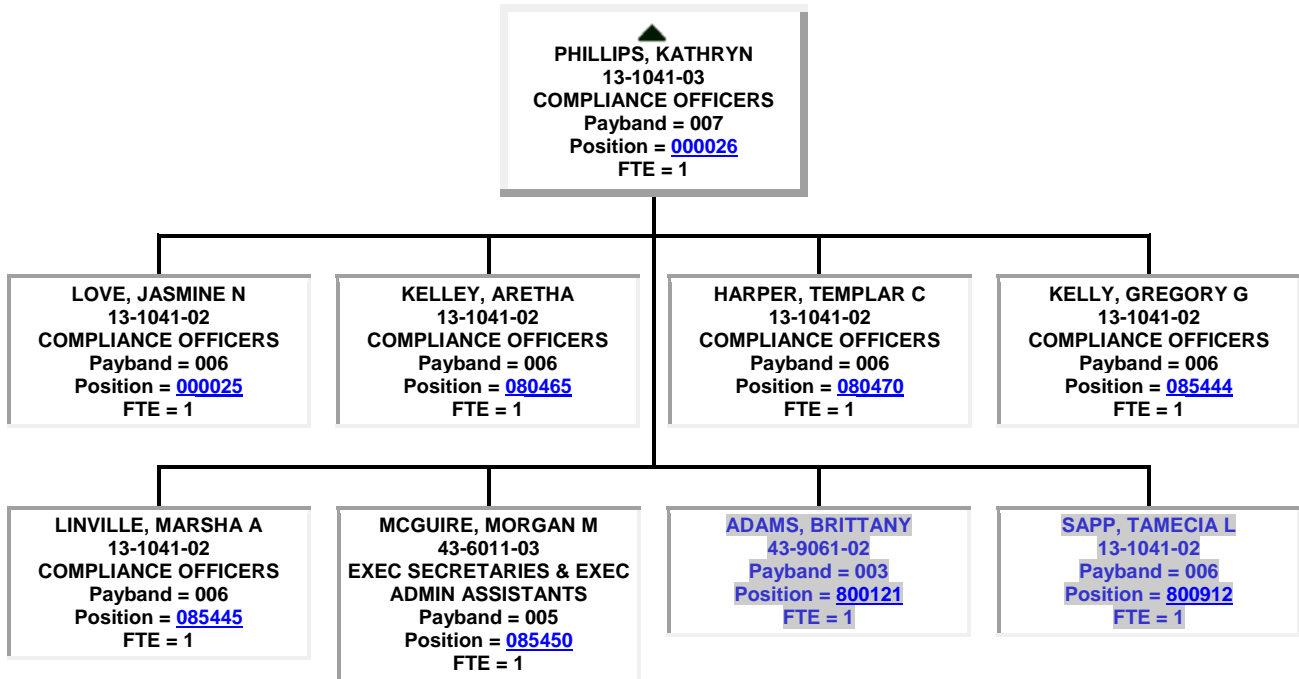 PHILLIPS, KATHRYN
13-1041-03
COMPLIANCE OFFICERS
Payband = 007
Position = 000026
FTE = 1
LOVE, JASMINE N
13-1041-02
COMPLIANCE OFFICERS
Payband = 006
Position = 000025
FTE = 1
KELLEY, ARETHA
13-1041-02
COMPLIANCE OFFICERS
Payband = 006
Position = 080465
FTE = 1
HARPER, TEMPLAR C
13-1041-02
COMPLIANCE OFFICERS
Payband = 006
Position = 080470
FTE = 1
KELLY, GREGORY G
13-1041-02
COMPLIANCE OFFICERS
Payband = 006
Position = 085444
FTE = 1
LINVILLE, MARSHA A
13-1041-02
COMPLIANCE OFFICERS
Payband = 006
Position = 085445
FTE = 1
MCGUIRE, MORGAN M
43-6011-03
EXEC SECRETARIES & EXEC
ADMIN ASSISTANTS
Payband = 005
Position = 085450
FTE = 1
ADAMS, BRITTANY
43-9061-02
Payband = 003
Position = 800121
FTE = 1
SAPP, TAMECIA L
13-1041-02
Payband = 006
Position = 800912
FTE = 1